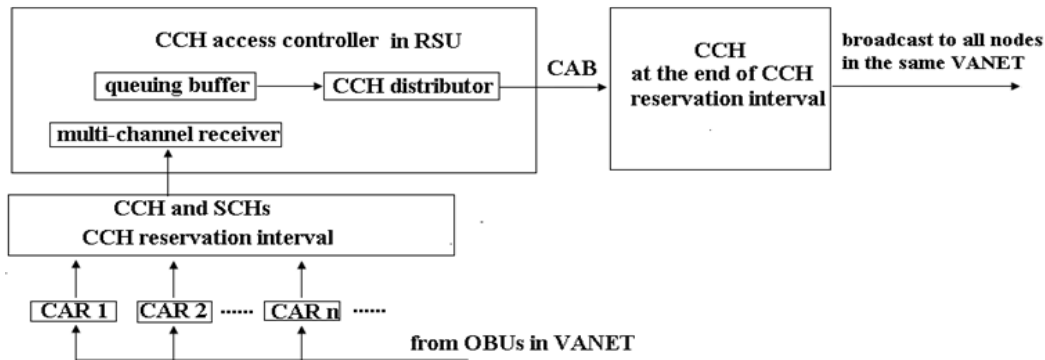 CCH access controller in RSU
queuing buffer
CCH distributor
multi-channel receiver
CAB
CCH
at the end of CCH
reservation interval
broadcast to all nodes
in the same VANET
CCH and SCHs
CCH reservation interval
CAR 1
CAR 2
......
CAR n
......
from OBUs in VANET